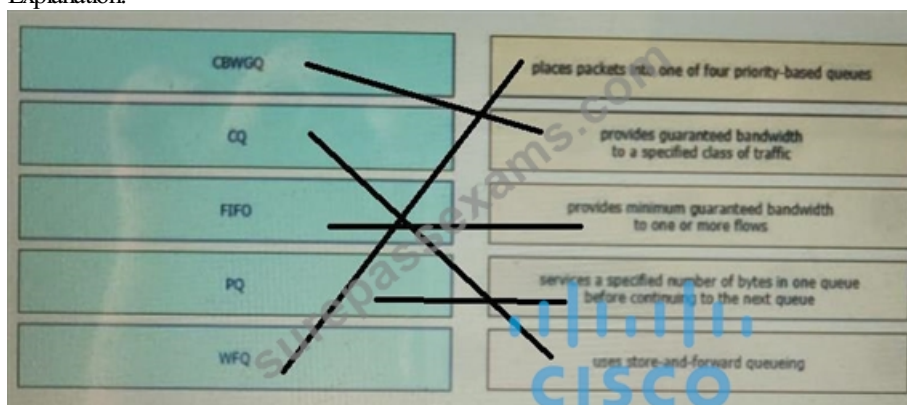 Explanation:
CBWGQ
places packets into one of four priority-based queues
CQ
provides guaranteed bandwidth
to a specified class of traffic
FIFO
provides minimum guaranteed bandwidth
to one or more flows
PQ
services a specified number of bytes in one queue
before continuing to the next queue
WFQ
uses store-and-forward queueing
surepassexams.com
CISCO